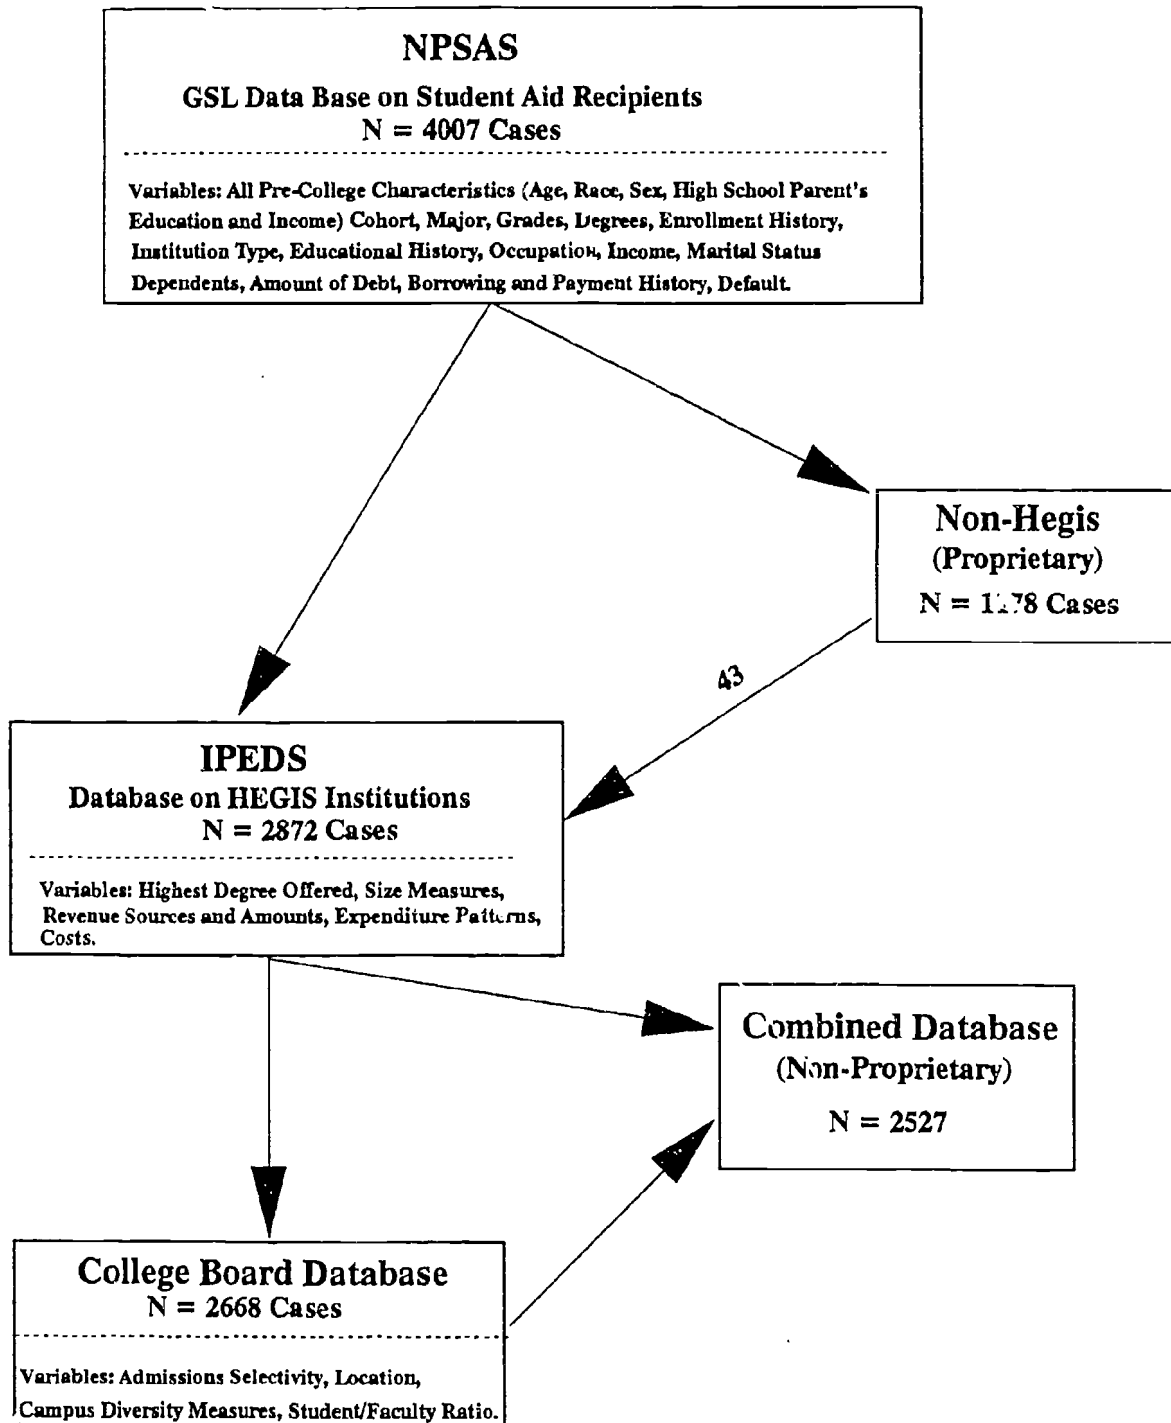 NPSAS
GSL Data Base on Student Aid Recipients
N = 4007 Cases
Variables: All Pre-College Characteristics (Age, Race, Sex, High School Parent's
Education and Income) Cohort, Major, Grades, Degrees, Enrollment History,
Institution Type, Educational History, Occupation, Income, Marital Status
Dependents, Amount of Debt, Borrowing and Payment History, Default.
Non-Hegis
(Proprietary)
N = Cases
43
IPEDS
Database on HEGIS Institutions
N = 2872 Cases
Variables: Highest Degree Offered, Size Measures,
Revenue Sources and Amounts, Expenditure Patterns,
Costs.
Combined Database
(Non-Proprietary)
N = 2527
College Board Database
N = 2668 Cases
Variables: Admissions Selectivity, Location,
Campus Diversity Measures, Student/Faculty Ratio.